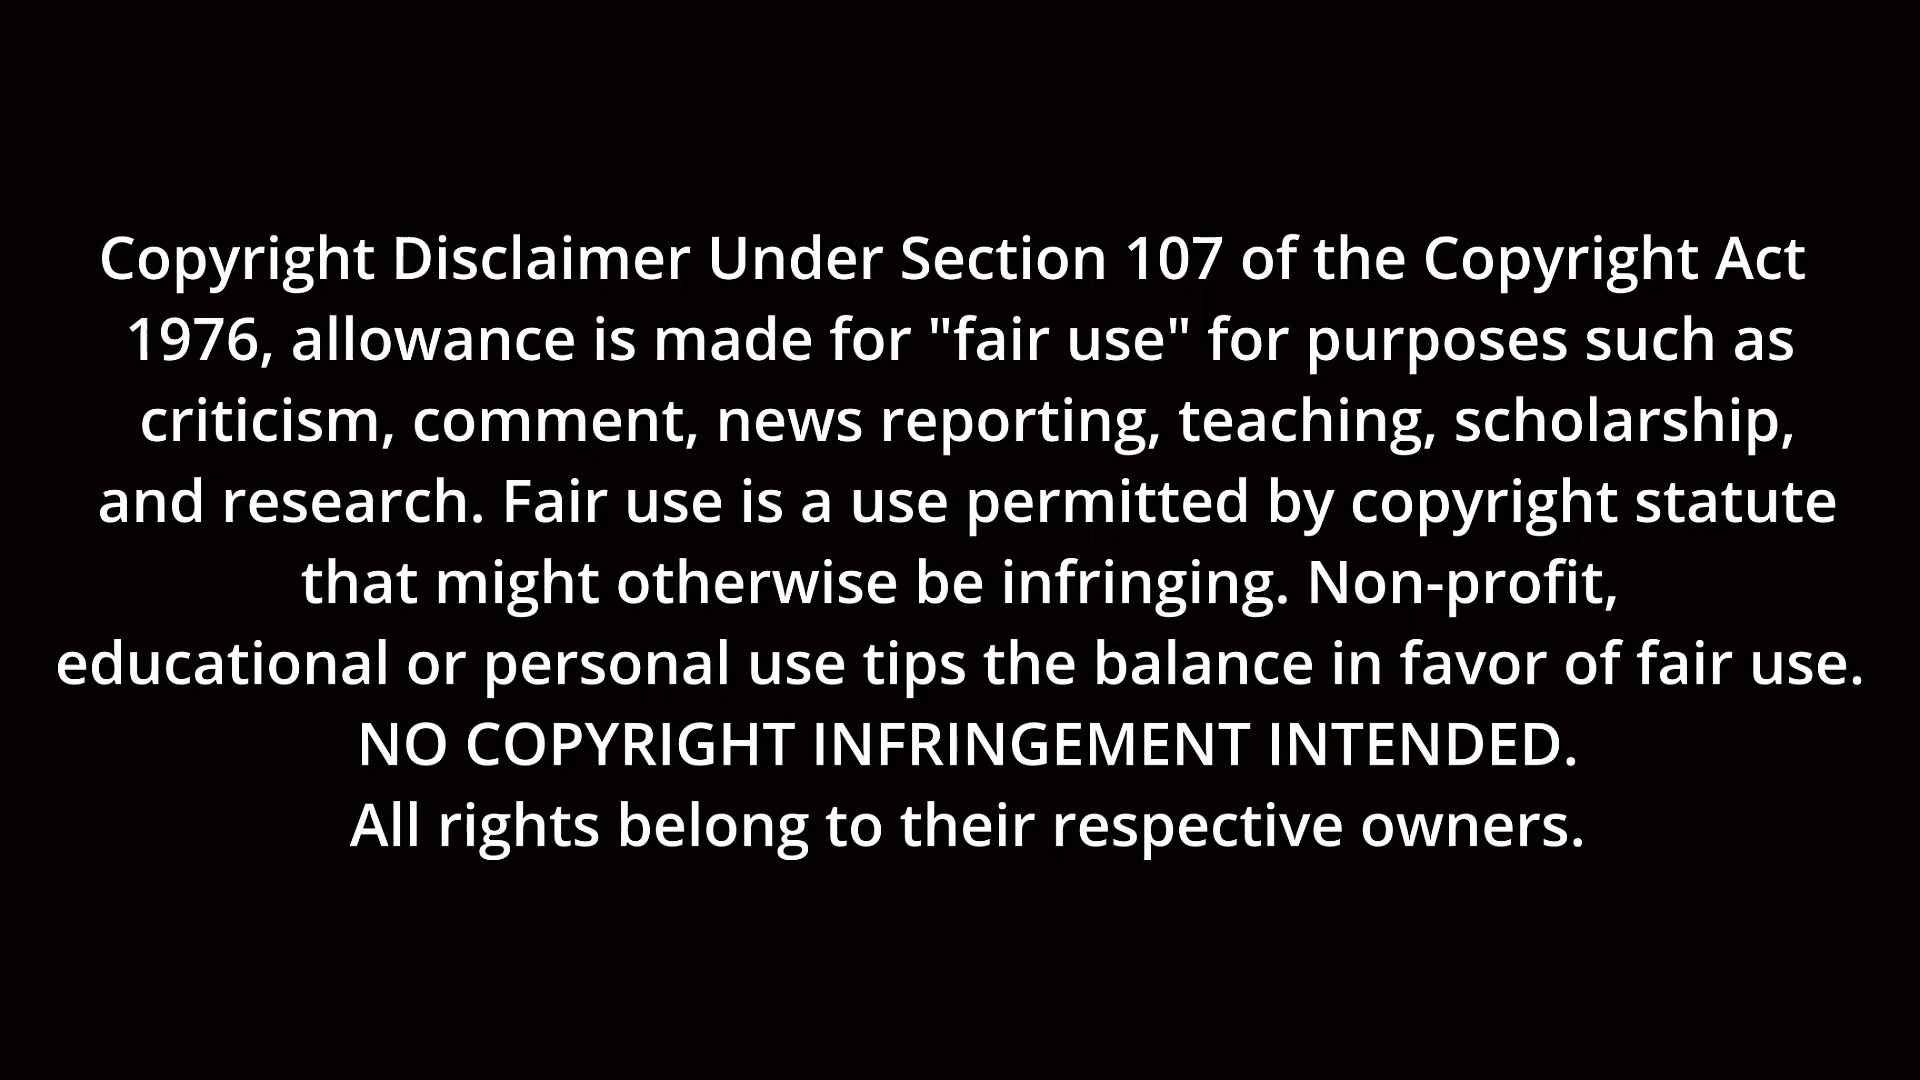 Copyright Disclaimer Under Section 107 of the Copyright Act
1976, allowance is made for "fair use" for purposes such as
criticism, comment, news reporting, teaching, scholarship,
and research. Fair use is a use permitted by copyright statute
that might otherwise be infringing. Non-profit,
educational or personal use tips the balance in favor of fair use.
NO COPYRIGHT INFRINGEMENT INTENDED.
All rights belong to their respective owners.